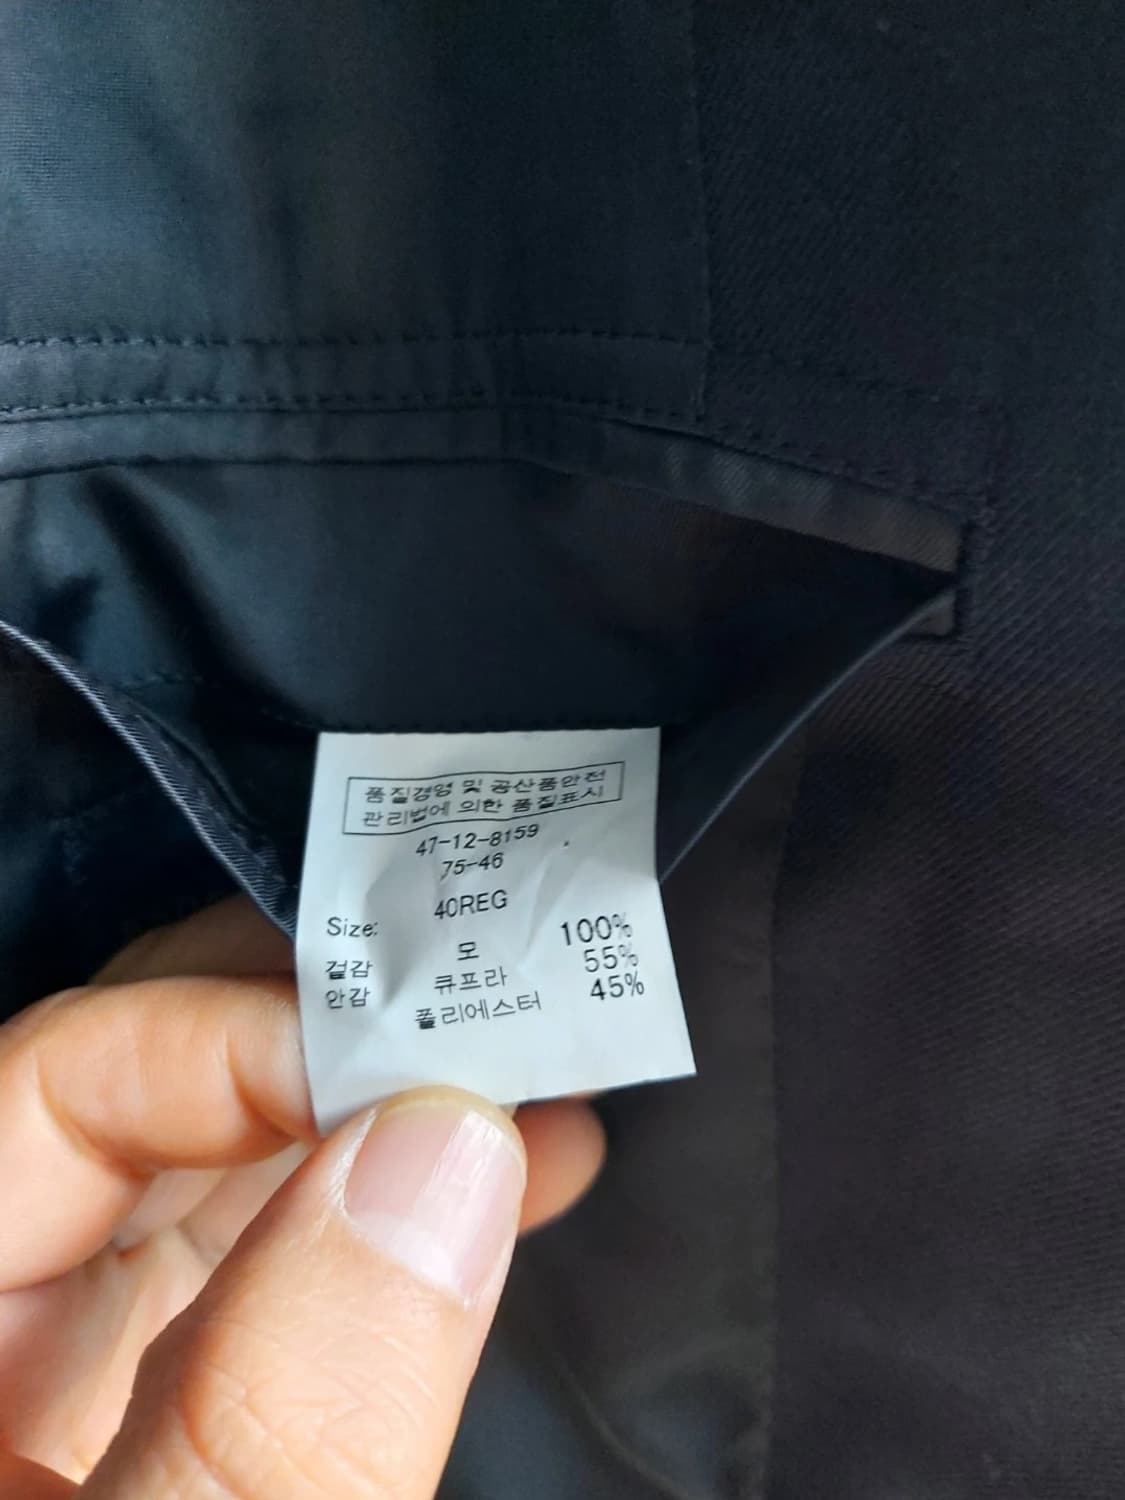 품질경영 및 공산품안전
관리법에 의한 품질표시
47-12-8159
75-46
Size: 40REG
겉감 모 100%
안감 큐프라 55%
폴리에스터 45%